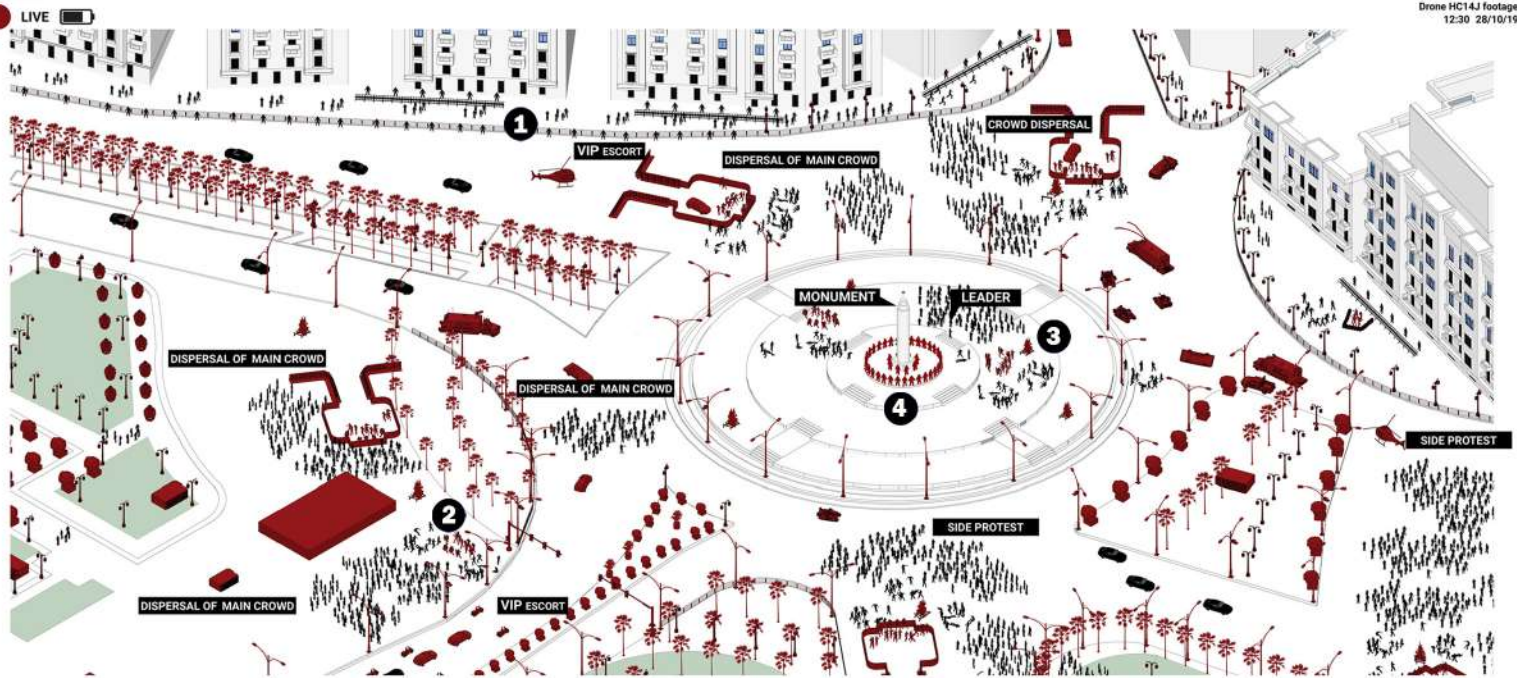 LIVE
Drone HC14J footage
12:30 28/10/19
1
CROWD DISPERSAL
VIP ESCORT
DISPERSAL OF MAIN CROWD
MONUMENT
LEADER
3
DISPERSAL OF MAIN CROWD
DISPERSAL OF MAIN CROWD
4
SIDE PROTEST
2
SIDE PROTEST
DISPERSAL OF MAIN CROWD
VIP ESCORT